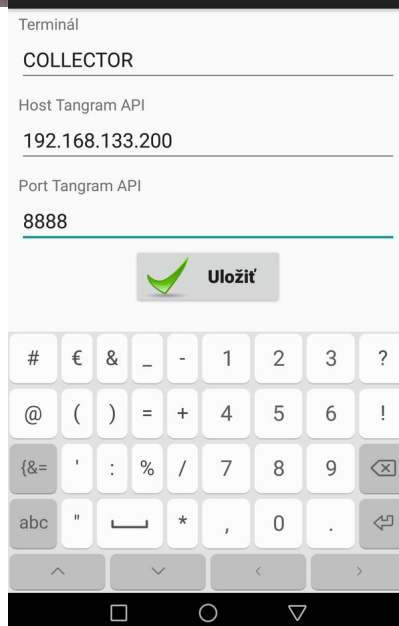 Terminál
COLLECTOR
Host Tangram API
192.168.133.200
Port Tangram API
8888
Uložiť
# € & _ - 1 2 3 ?
@ ( ) = + 4 5 6 !
{&= ' : % / 7 8 9
abc " * , 0 .